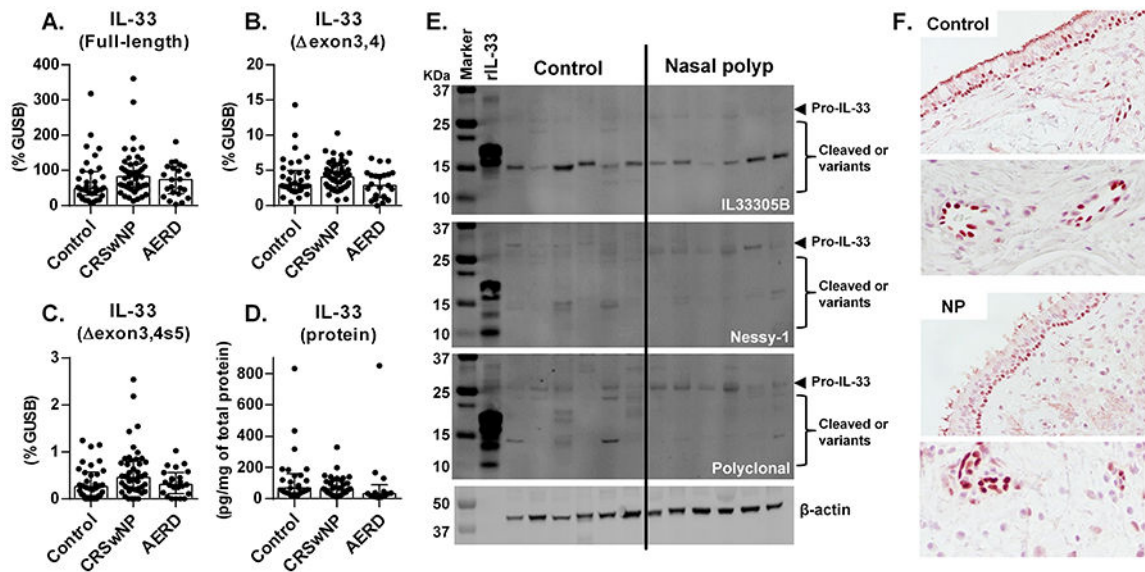 A. IL-33
(Full-length)
400
300
200
100
0
(% GUSB)
Control
CRSwNP
AERD
B. IL-33
(Δexon3,4)
20
15
10
5
0
(% GUSB)
Control
CRSwNP
AERD
C. IL-33
(Δexon3,4s5)
3
2
1
0
(% GUSB)
Control
CRSwNP
AERD
D. IL-33
(protein)
1000
800
600
400
200
0
(pg/mg of total protein)
Control
CRSwNP
AERD
E.
Marker
rIL-33
Control
Nasal polyp
KDa
37
25
15
10
Pro-IL-33
Cleaved or
variants
IL33305B
37
25
15
10
Pro-IL-33
Cleaved or
variants
Nessy-1
37
25
15
10
Pro-IL-33
Cleaved or
variants
Polyclonal
50
37
β-actin
F.
Control
NP